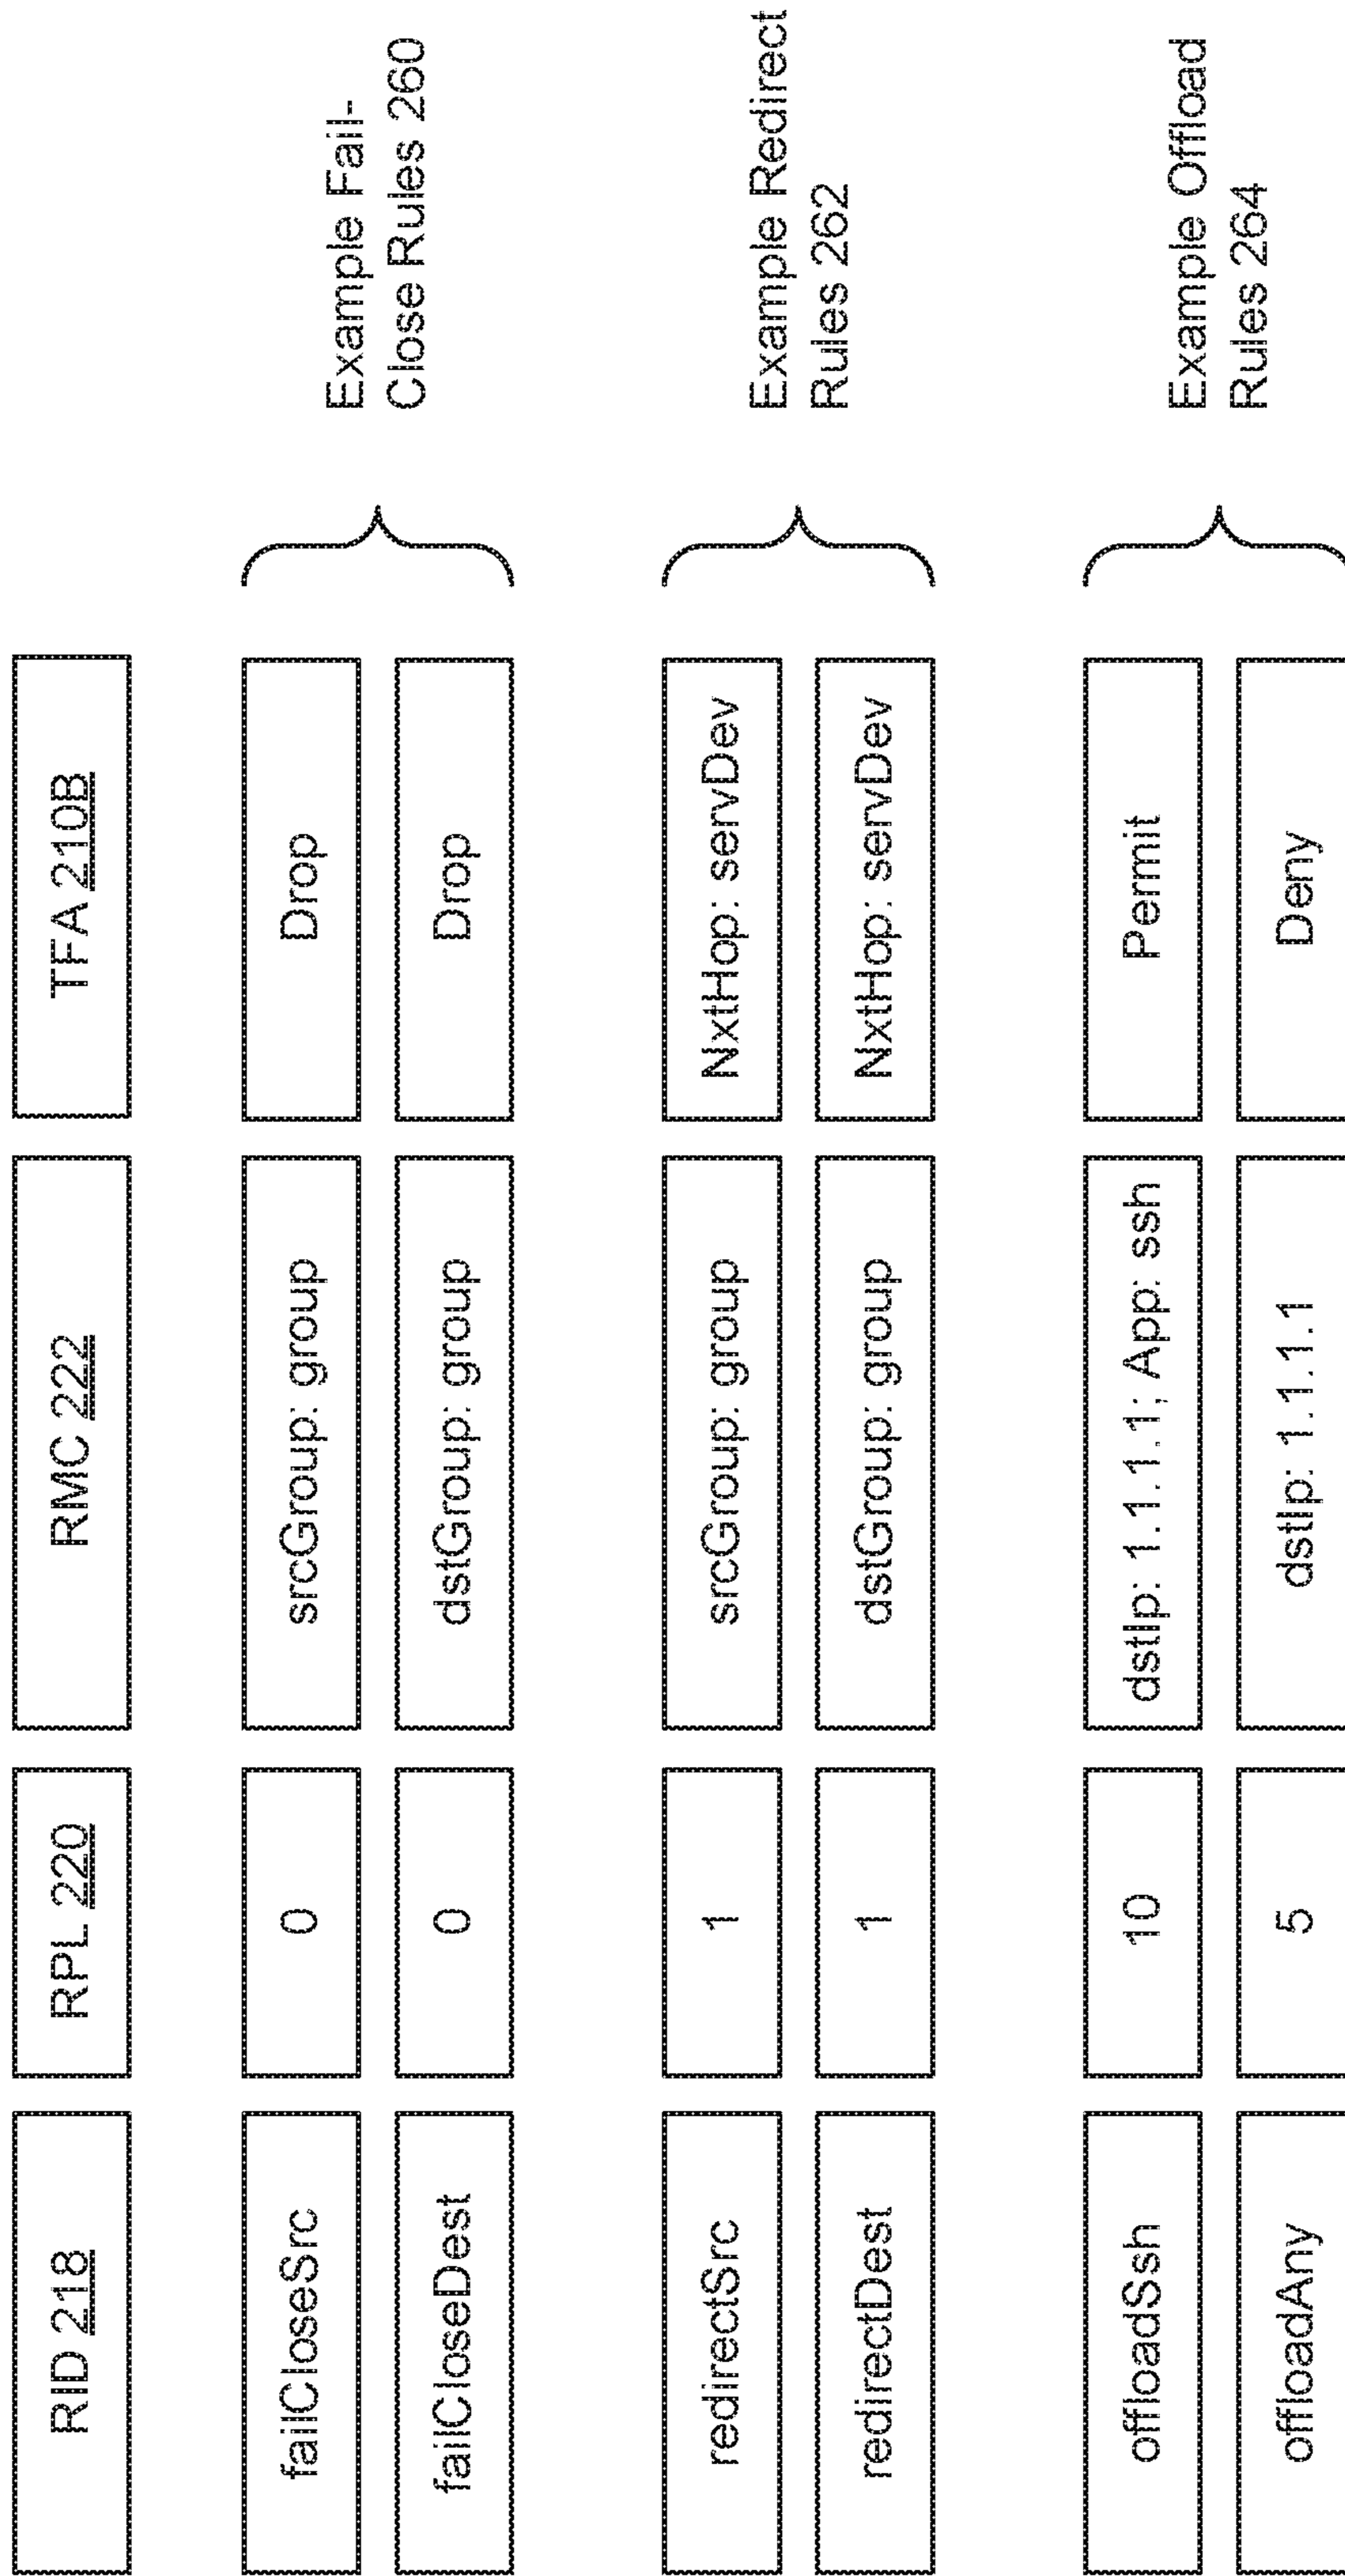 RID 218
RPL 220
RMC 222
TFA 210B
failCloseSrc
0
srcGroup: group
Drop
failCloseDest
0
dstGroup: group
Drop
Example Fail-
Close Rules 260
redirectSrc
1
srcGroup: group
NxtHop: servDev
redirectDest
1
dstGroup: group
NxtHop: servDev
Example Redirect
Rules 262
offloadSsh
10
dstIp: 1.1.1.1; App: ssh
Permit
offloadAny
5
dstIp: 1.1.1.1
Deny
Example Offload
Rules 264